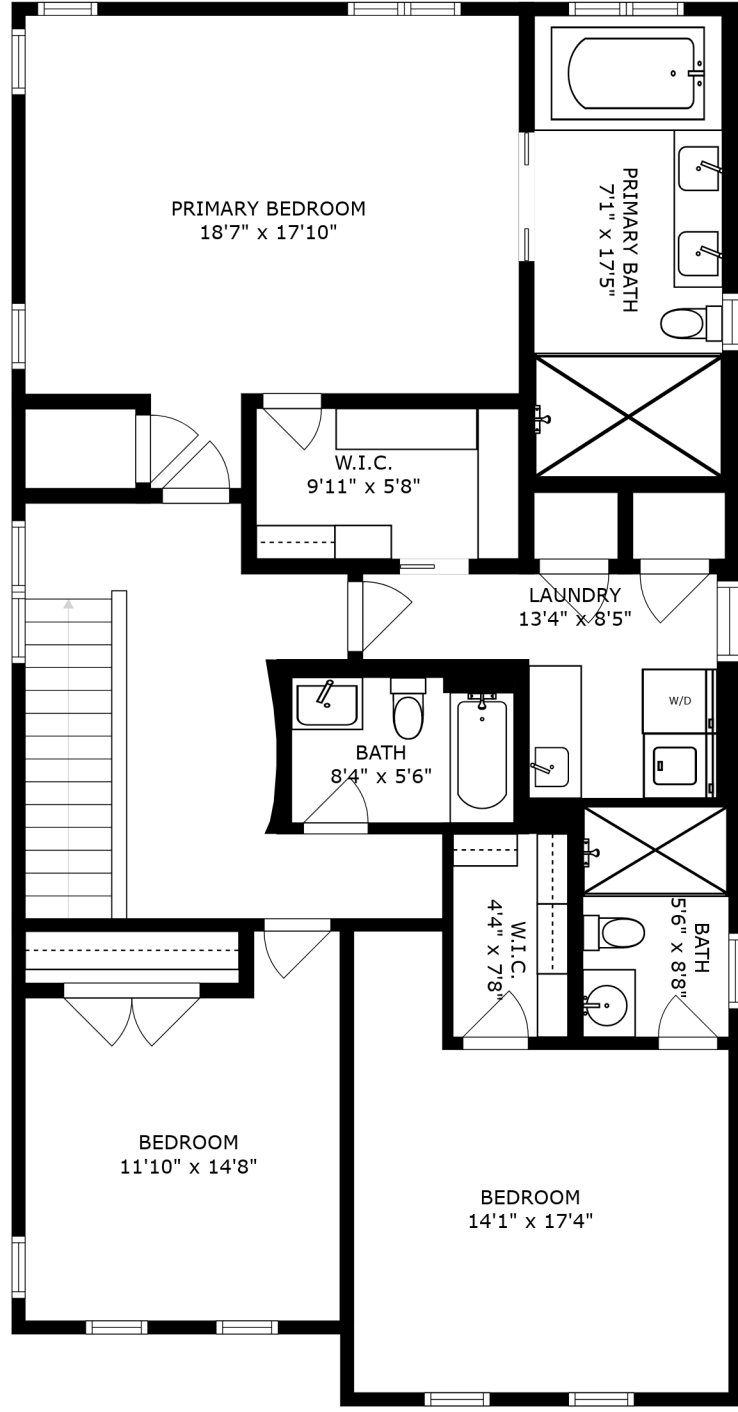 PRIMARY BEDROOM
18'7" x 17'10"
PRIMARY BATH
7'1" x 17'5"
W.I.C.
9'11" x 5'8"
LAUNDRY
13'4" x 8'5"
W/D
BATH
8'4" x 5'6"
W.I.C.
4'4" x 7'8"
BATH
5'6" x 8'8"
BEDROOM
11'10" x 14'8"
BEDROOM
14'1" x 17'4"